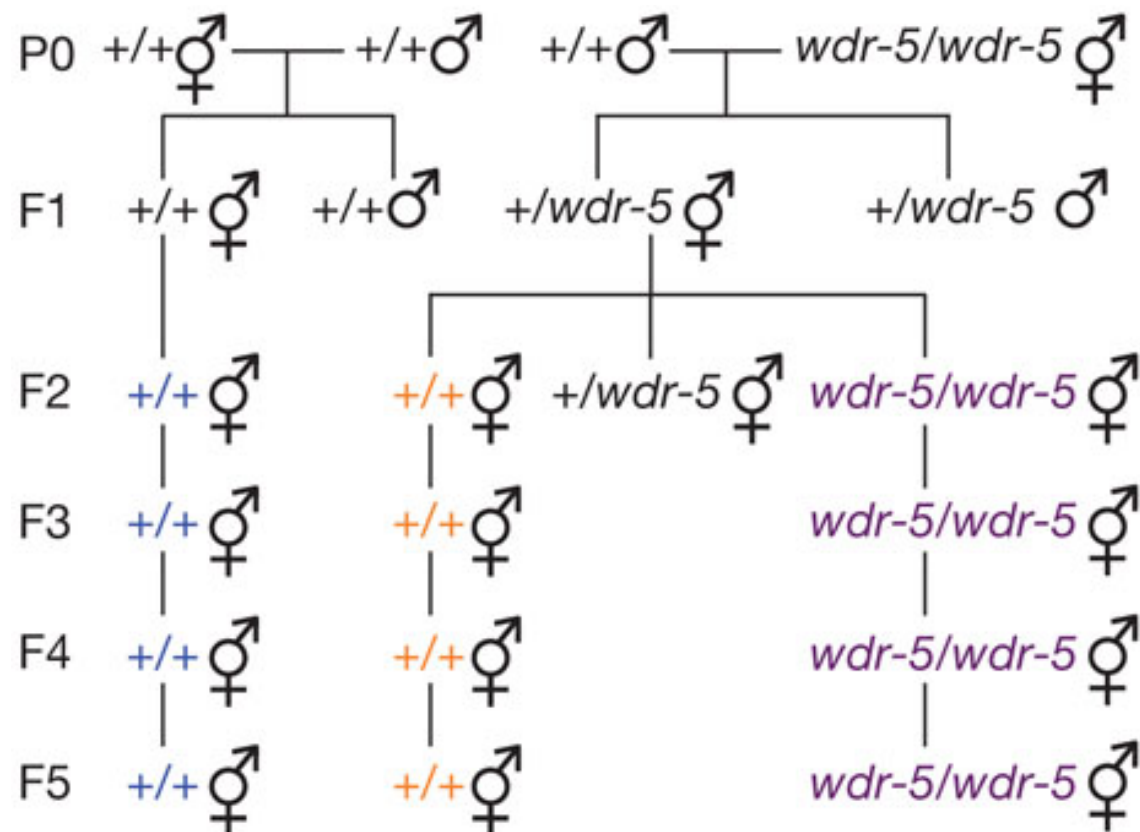 P0 +/+ +/+ +/+ wdr-5/wdr-5
F1 +/+ +/+ +/wdr-5 +/wdr-5
F2 +/+ +/+ +/wdr-5 wdr-5/wdr-5
F3 +/+ +/+ wdr-5/wdr-5
F4 +/+ +/+ wdr-5/wdr-5
F5 +/+ +/+ wdr-5/wdr-5